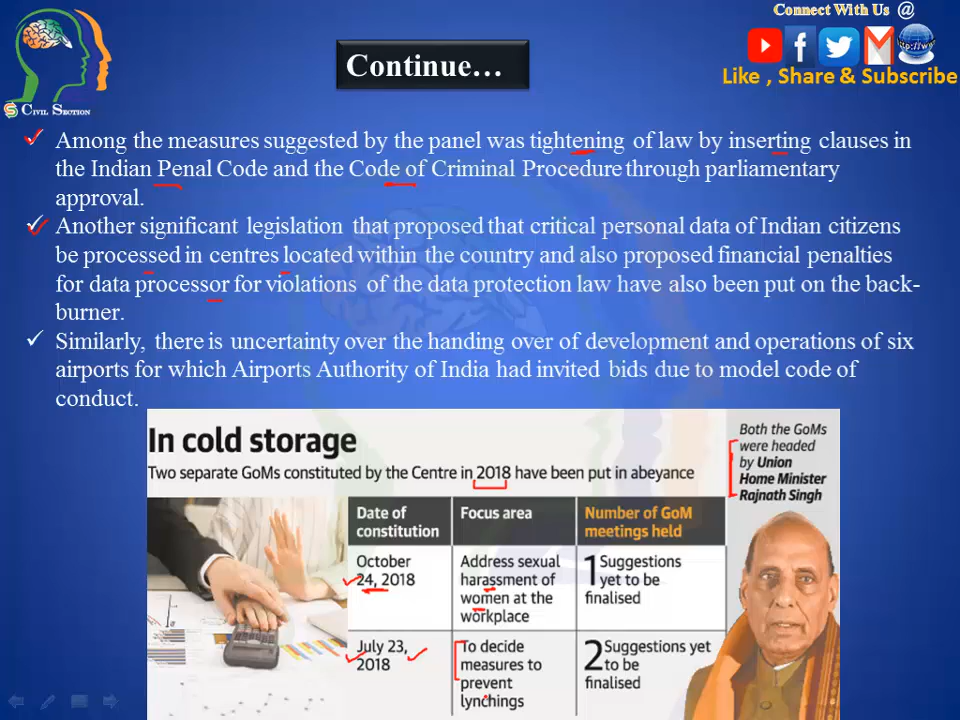 Connect With Us @
http://www
Like , Share & Subscribe
CIVIL SECTION
Continue…
Among the measures suggested by the panel was tightening of law by inserting clauses in
the Indian Penal Code and the Code of Criminal Procedure through parliamentary
approval.
Another significant legislation that proposed that critical personal data of Indian citizens
be processed in centres located within the country and also proposed financial penalties
for data processor for violations of the data protection law have also been put on the back-
burner.
Similarly, there is uncertainty over the handing over of development and operations of six
airports for which Airports Authority of India had invited bids due to model code of
conduct.
In cold storage
Two separate GoMs constituted by the Centre in 2018 have been put in abeyance
Both the GoMs
were headed
by Union
Home Minister
Rajnath Singh
Date of
constitution
Focus area
Number of GoM
meetings held
October
24, 2018
Address sexual
harassment of
women at the
workplace
1 Suggestions
yet to be
finalised
July 23,
2018
To decide
measures to
prevent
lynchings
2 Suggestions yet
to be
finalised